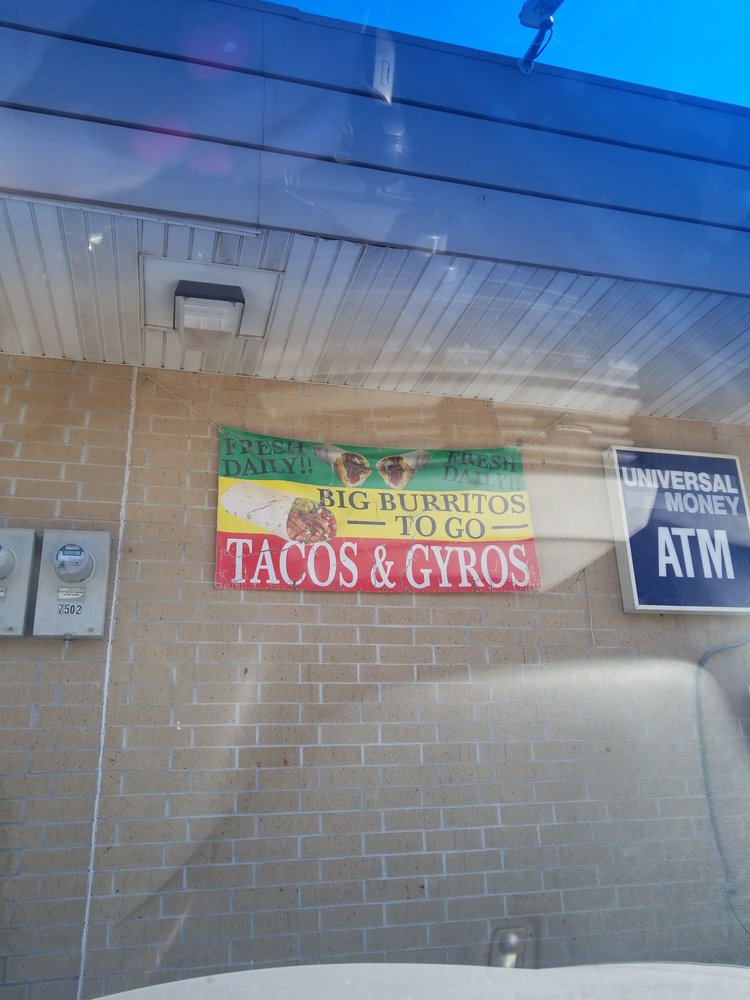 FRESH
DAILY!!
FRESH
DAILY!!
BIG BURRITOS
TO GO
TACOS & GYROS
UNIVERSAL
MONEY
ATM
7502